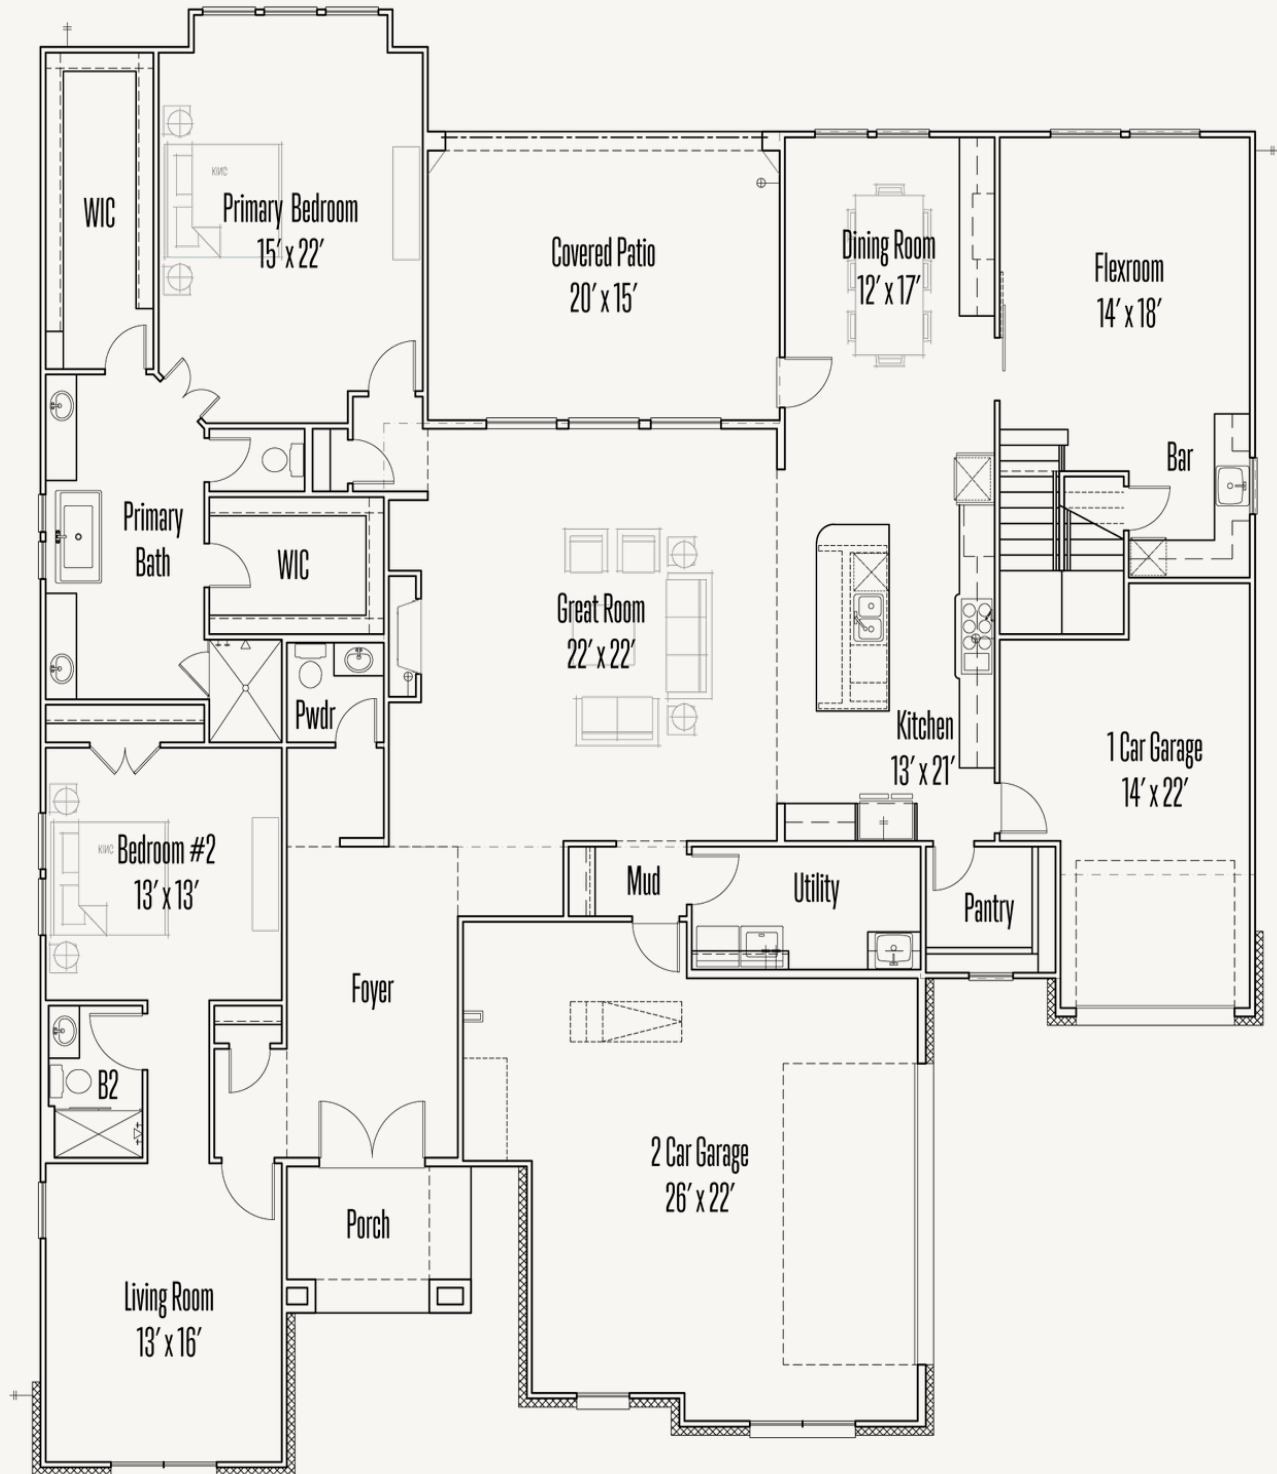 KING
WIC
Primary Bedroom
15' x 22'
Covered Patio
20' x 15'
Dining Room
12' x 17'
Flexroom
14' x 18'
Bar
Primary
Bath
WIC
Great Room
22' x 22'
Pwdr
Kitchen
13' x 21'
1 Car Garage
14' x 22'
KING
Bedroom #2
13' x 13'
Mud
Utility
Pantry
Foyer
B2
2 Car Garage
26' x 22'
Porch
Living Room
13' x 16'